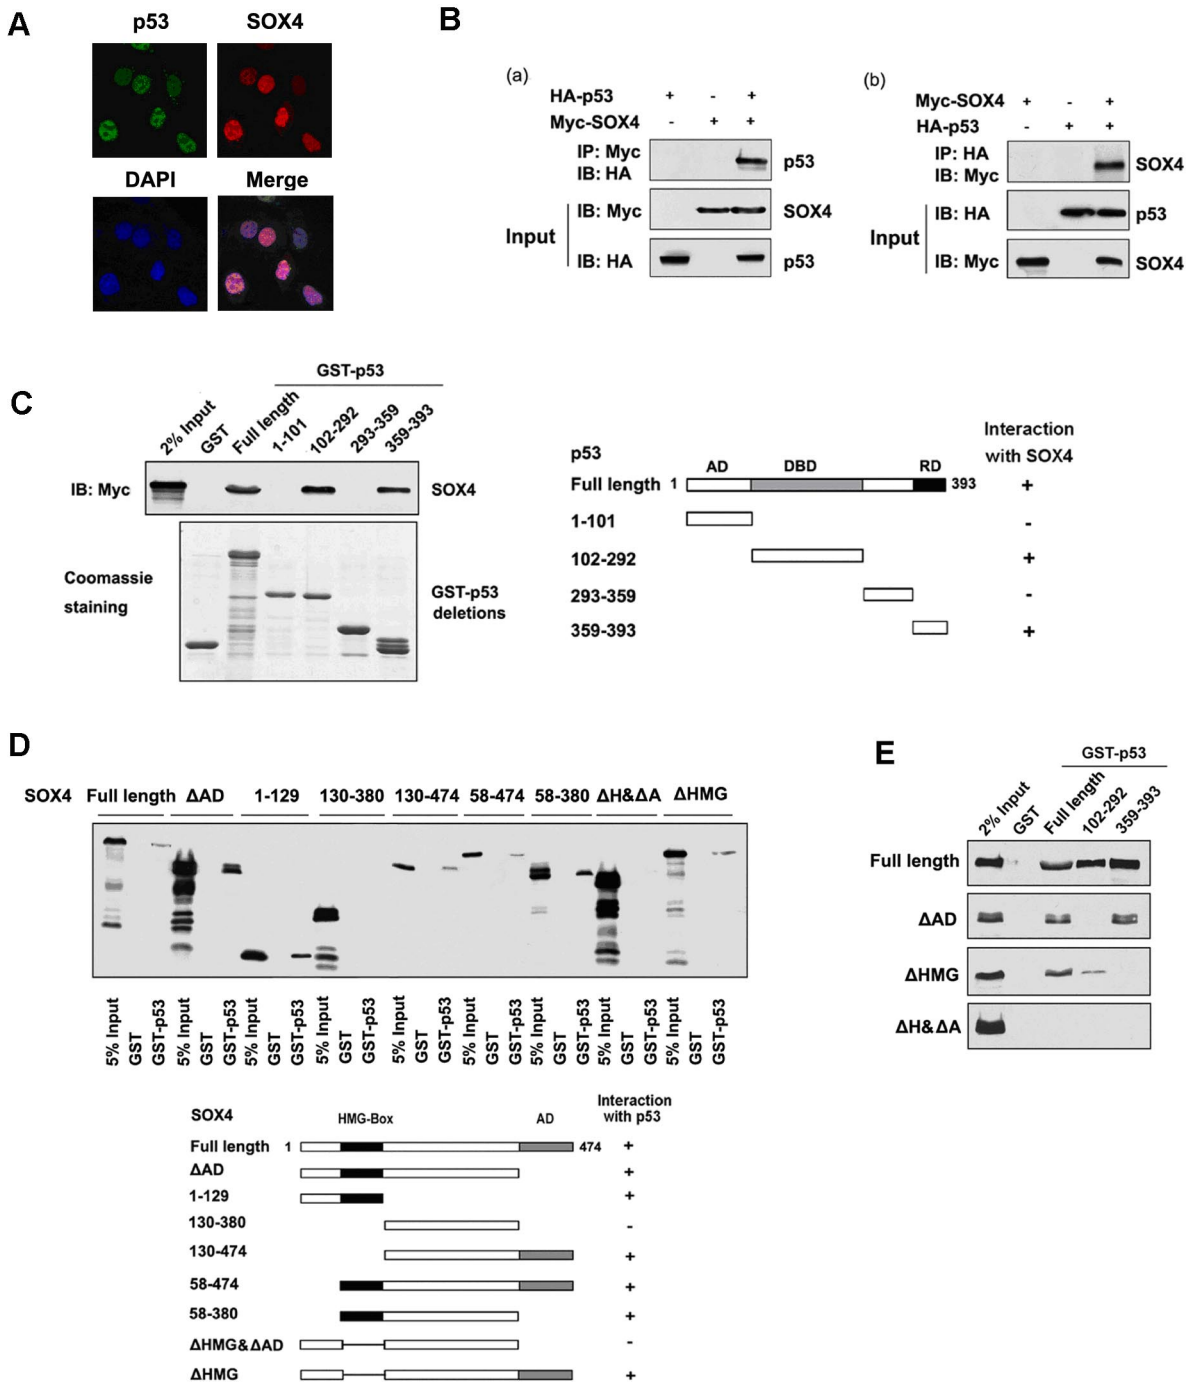 A
p53 SOX4
DAPI Merge
B
(a)
HA-p53 + - +
Myc-SOX4 - + +
IP: Myc
IB: HA
p53
Input
IB: Myc SOX4
IB: HA p53
(b)
Myc-SOX4 + - +
HA-p53 - + +
IP: HA
IB: Myc
SOX4
Input
IB: HA p53
IB: Myc SOX4
C
GST-p53
2% Input GST Full length 1-101 102-292 293-359 359-393
IB: Myc SOX4
Coomassie
staining
GST-p53
deletions
Interaction
with SOX4
p53
AD DBD RD
Full length 1 393 +
1-101 -
102-292 +
293-359 -
359-393 +
D
SOX4 Full length ΔAD 1-129 130-380 130-474 58-474 58-380 ΔH&ΔA ΔHMG
5% Input GST GST-p53 5% Input GST GST-p53 5% Input GST GST-p53 5% Input GST GST-p53 5% Input GST GST-p53 5% Input GST GST-p53 5% Input GST GST-p53 5% Input GST GST-p53 5% Input GST GST-p53
Interaction
with p53
SOX4 HMG-Box AD
Full length 1 474 +
ΔAD +
1-129 +
130-380 -
130-474 +
58-474 +
58-380 +
ΔHMG&ΔAD -
ΔHMG +
E
GST-p53
2% Input GST Full length 102-292 359-393
Full length
ΔAD
ΔHMG
ΔH&ΔA